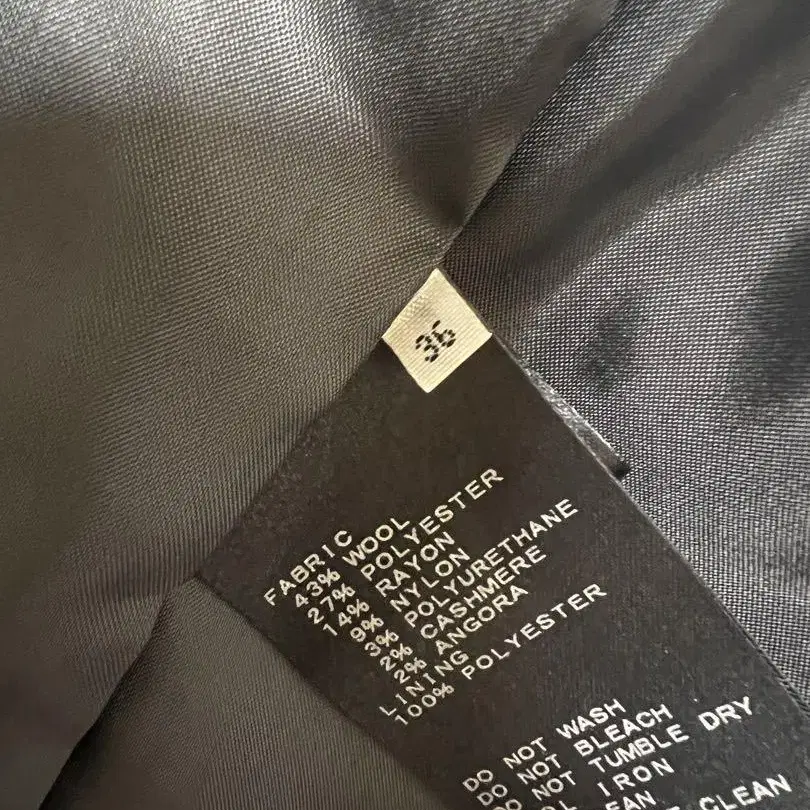 36
FABRIC
43% WOOL
27% POLYESTER
14% RAYON
9% NYLON
3% POLYURETHANE
2% CASHMERE
2% ANGORA
LINING
100% POLYESTER
DO NOT WASH
DO NOT BLEACH
DO NOT TUMBLE DRY
IRON
CLEAN